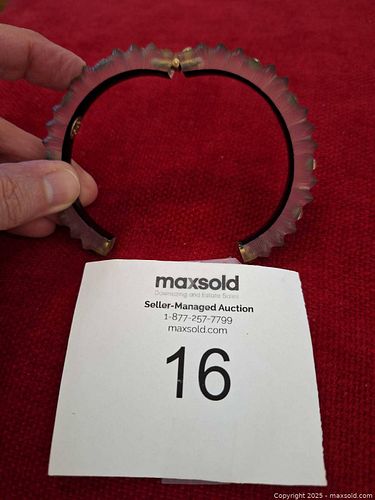 maxsold
Downsizing and Estate Sales
Seller-Managed Auction
1-877-257-7799
maxsold.com
16
Copyright 2025 - maxsold.com